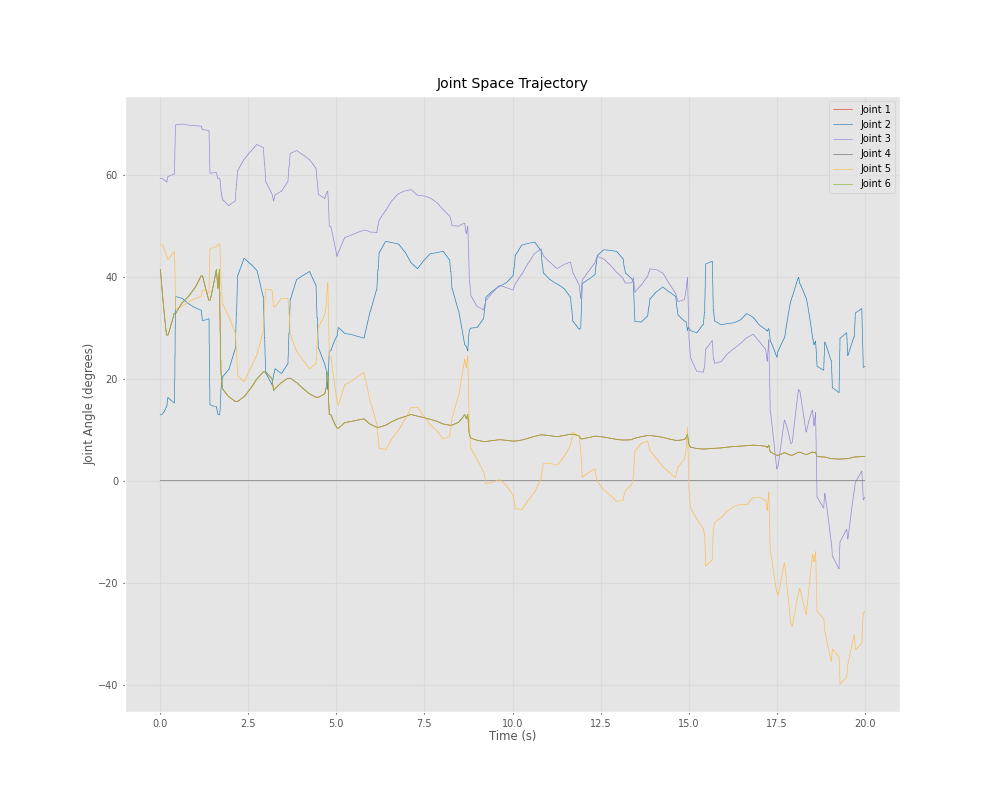 Joint Space Trajectory
Joint 1
Joint 2
Joint 3
Joint 4
Joint 5
Joint 6
Joint Angle (degrees)
60
40
20
0
−20
−40
0.0 2.5 5.0 7.5 10.0 12.5 15.0 17.5 20.0
Time (s)